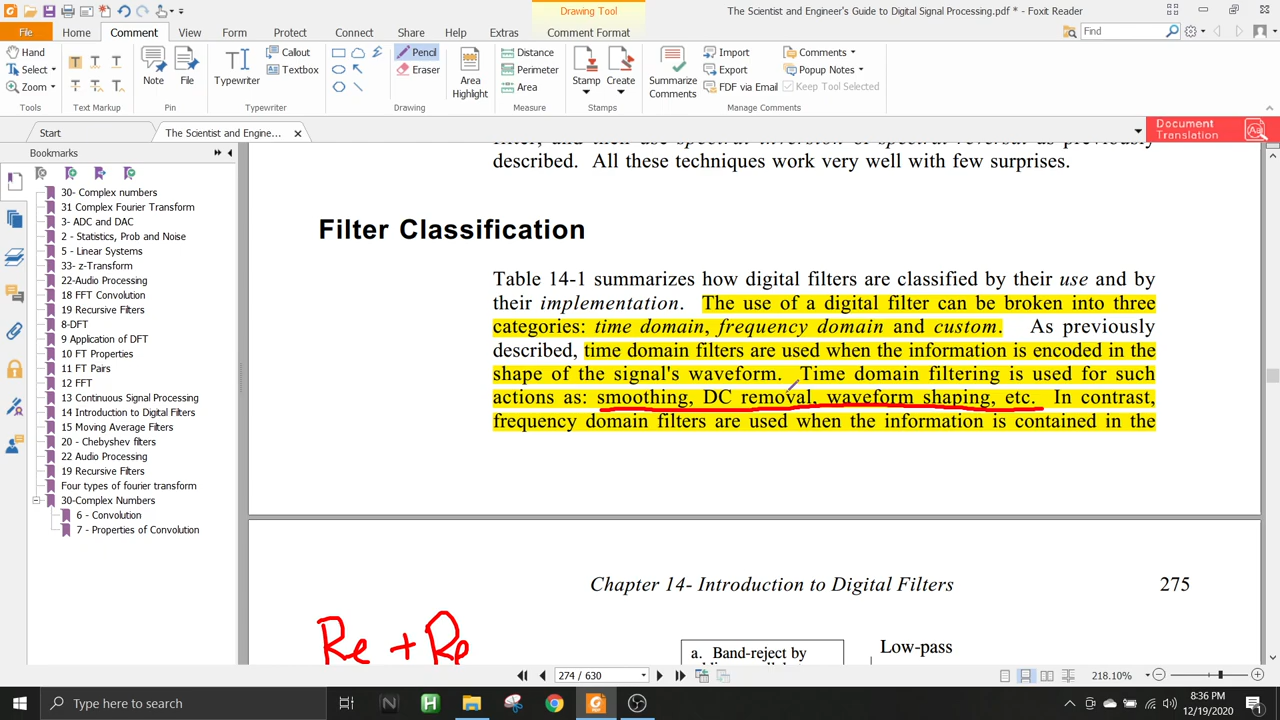 The Scientist and Engineer's Guide to Digital Signal Processing.pdf * - Foxit Reader
Drawing Tool
File Home Comment View Form Protect Connect Share Help Extras Comment Format
Find
Hand
Select
Zoom
Tools
Text Markup
Note
File
Pin
Typewriter
Callout
Textbox
Typewriter
Pencil
Eraser
Drawing
Area
Highlight
Distance
Perimeter
Area
Measure
Stamp
Create
Stamps
Summarize
Comments
Import
Export
FDF via Email
Comments
Popup Notes
Keep Tool Selected
Manage Comments
Start
The Scientist and Enginee...
Document
Translation
Bookmarks
30- Complex numbers
31 Complex Fourier Transform
3- ADC and DAC
2 - Statistics, Prob and Noise
5 - Linear Systems
33- z-Transform
22-Audio Processing
18 FFT Convolution
19 Recursive Filters
8-DFT
9 Application of DFT
10 FT Properties
11 FT Pairs
12 FFT
13 Continuous Signal Processing
14 Introduction to Digital Filters
15 Moving Average Filters
20 - Chebyshev filters
22 Audio Processing
19 Recursive Filters
Four types of fourier transform
30-Complex Numbers
6 - Convolution
7 - Properties of Convolution
filter, and then use spectral inversion or spectral reversal as previously
described. All these techniques work very well with few surprises.
Filter Classification
Table 14-1 summarizes how digital filters are classified by their use and by
their implementation. The use of a digital filter can be broken into three
categories: time domain, frequency domain and custom. As previously
described, time domain filters are used when the information is encoded in the
shape of the signal's waveform. Time domain filtering is used for such
actions as: smoothing, DC removal, waveform shaping, etc. In contrast,
frequency domain filters are used when the information is contained in the
Chapter 14- Introduction to Digital Filters 275
Re + Re
a. Band-reject by
Low-pass
274 / 630
218.10%
Type here to search
8:36 PM
12/19/2020